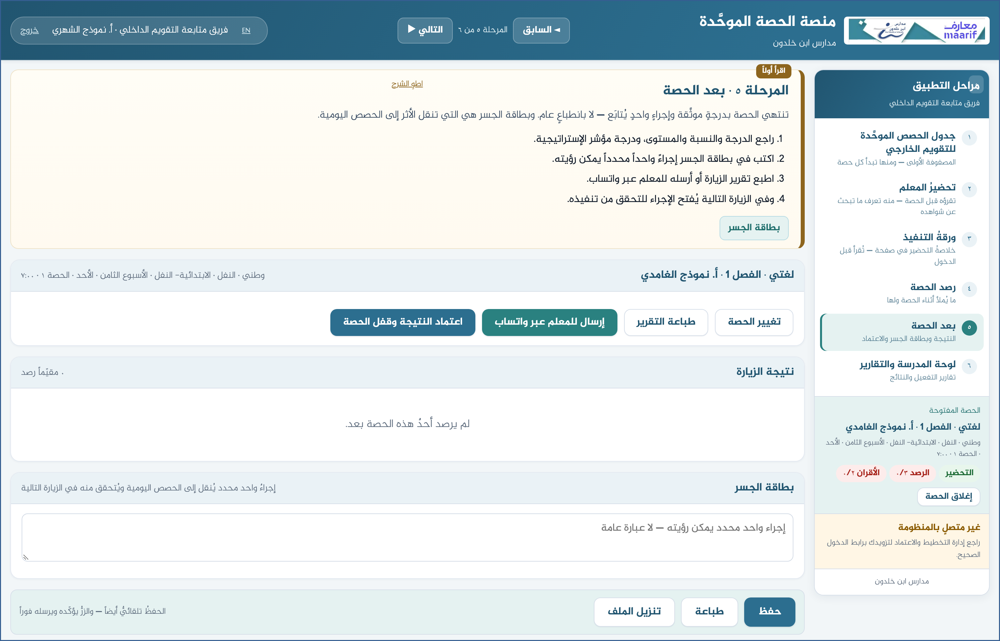 معارف
maarif
مدارس
ابن خلدون
Ibn Khaldun Schools
منصة الحصة الموحَّدة
مدارس ابن خلدون
◄ السابق
المرحلة ٥ من ٦
التالي ▶
EN
فريق متابعة التقويم الداخلي · أ. نموذج الشهري
خروج
مراحل التطبيق
فريق متابعة التقويم الداخلي
١
جدول الحصص الموحَّدة
للتقويم الخارجي
المصفوفة الأولى — ومنها تبدأ كل حصة
٢
تحضيرُ المعلم
تقرؤه قبل الحصة — منه تعرف ما تبحث
عن شواهده
٣
ورقةُ التنفيذ
خلاصةُ التحضير في صفحة — تُقرأ قبل
الدخول
٤
رصد الحصة
ما يُملأ أثناء الحصة ولها
٥
بعد الحصة
النتيجة وبطاقة الجسر والاعتماد
٦
لوحة المدرسة والتقارير
تقارير التفعيل والنتائج
الحصة المفتوحة
لغتي · الفصل 1 · أ. نموذج الغامدي
وطني · النفل · الابتدائية- النفل · الأسبوع الثامن · الأحد
· الحصة ١ · ٧:٠٠
التحضير
الرصد ٠/٣
الأقران ٠/٢
إغلاق الحصة
غير متصلٍ بالمنظومة
راجع إدارة التخطيط والاعتماد لتزويدك برابط الدخول
الصحيح.
مدارس ابن خلدون
اقرأ أولاً
المرحلة ٥ · بعد الحصة
اطوِ الشرح
تنتهي الحصة بدرجةٍ موثَّقة وإجراءٍ واحدٍ يُتابَع — لا بانطباعٍ عام. وبطاقة الجسر هي التي تنقل الأثر إلى الحصص اليومية.
1. راجع الدرجة والنسبة والمستوى، ودرجة مؤشر الإستراتيجية.
2. اكتب في بطاقة الجسر إجراءً واحداً محدداً يمكن رؤيته.
3. اطبع تقرير الزيارة أو أرسله للمعلم عبر واتساب.
4. وفي الزيارة التالية يُفتح الإجراء للتحقق من تنفيذه.
بطاقة الجسر
لغتي · الفصل 1 · أ. نموذج الغامدي
وطني · النفل · الابتدائية- النفل · الأسبوع الثامن · الأحد · الحصة ١ · ٧:٠٠
تغيير الحصة
طباعة التقرير
إرسال للمعلم عبر واتساب
اعتماد النتيجة وقفل الحصة
نتيجة الزيارة
٠ مقيّماً رصد
لم يرصد أحدٌ هذه الحصة بعد.
بطاقة الجسر
إجراءٌ واحد محدد يُنقل إلى الحصص اليومية ويُتحقق منه في الزيارة التالية
إجراء واحد محدد يمكن رؤيته — لا عبارة عامة
حفظ
طباعة
تنزيل الملف
الحفظُ تلقائيٌّ أيضاً — والزرُّ يؤكّده ويرسله فوراً